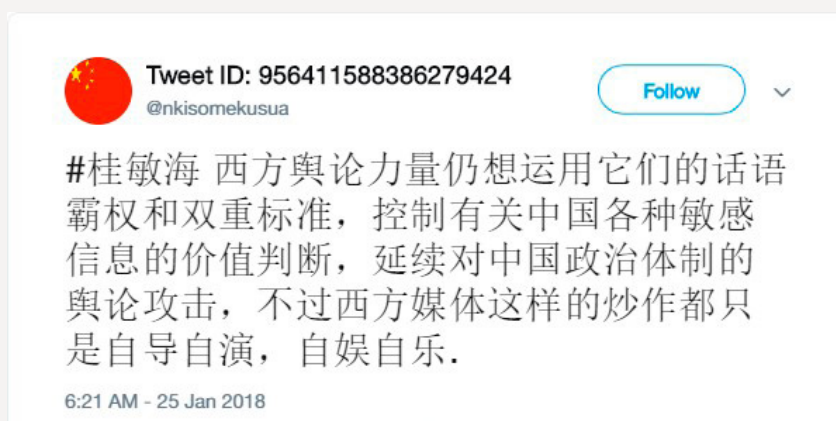 Tweet ID: 956411588386279424
@nkisomekusua
Follow
#桂敏海 西方舆论力量仍想运用它们的话语
霸权和双重标准，控制有关中国各种敏感
信息的价值判断，延续对中国政治体制的
舆论攻击，不过西方媒体这样的炒作都只
是自导自演，自娱自乐.
6:21 AM - 25 Jan 2018